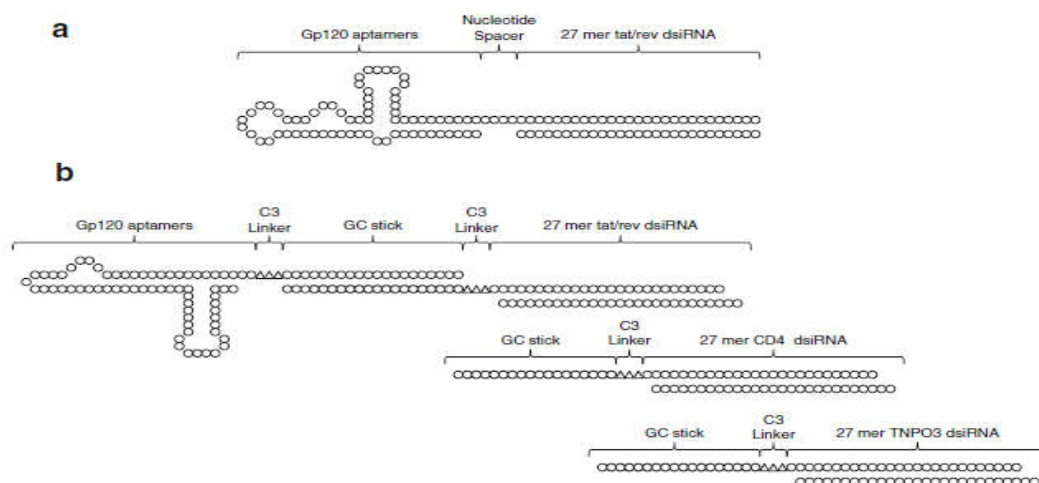 a
Nucleotide
Gp120 aptamers Spacer 27 mer tat/rev dsiRNA
b
C3 C3
Gp120 aptamers Linker GC stick Linker 27 mer tat/rev dsiRNA
C3
GC stick Linker 27 mer CD4 dsiRNA
C3
GC stick Linker 27 mer TNPO3 dsiRNA